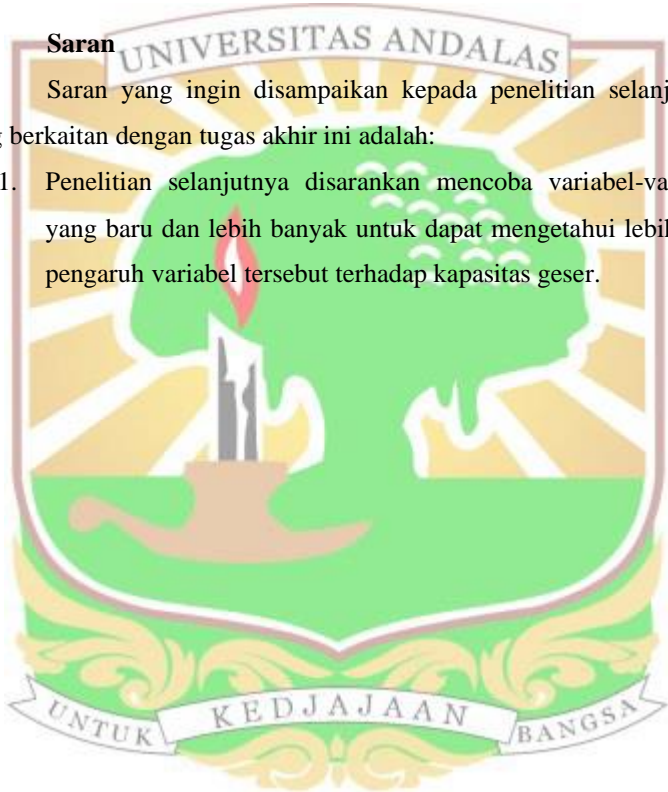 UNIVERSITAS ANDALAS
Saran
Saran yang ingin disampaikan kepada penelitian selanj
berkaitan dengan tugas akhir ini adalah:
1. Penelitian selanjutnya disarankan mencoba variabel-va
yang baru dan lebih banyak untuk dapat mengetahui lebih
pengaruh variabel tersebut terhadap kapasitas geser.
UNTUK KEDJAJAAN BANGSA